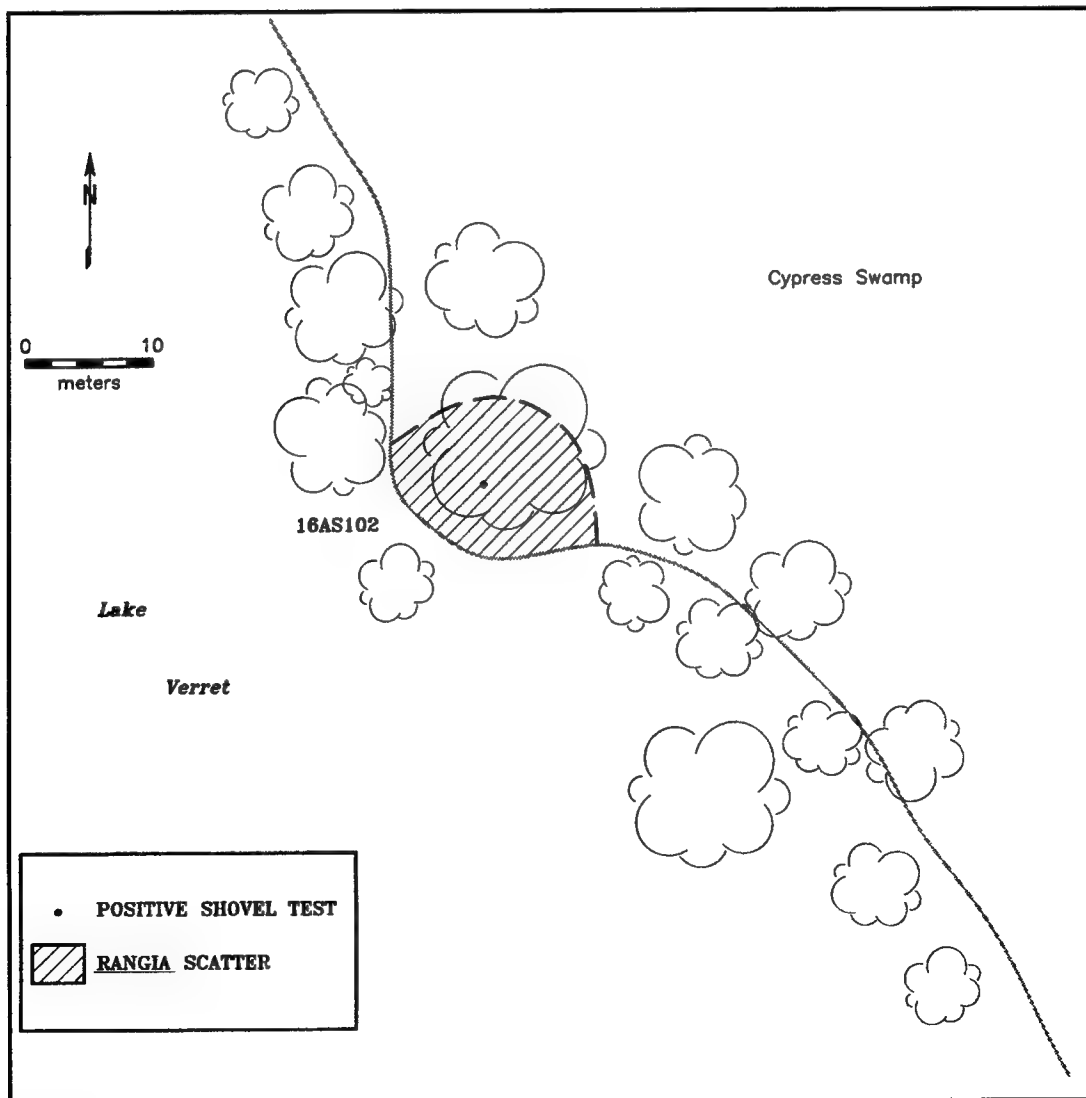 N
Cypress Swamp
0 10
meters
16AS102
Lake
Verret
POSITIVE SHOVEL TEST
RANGIA SCATTER